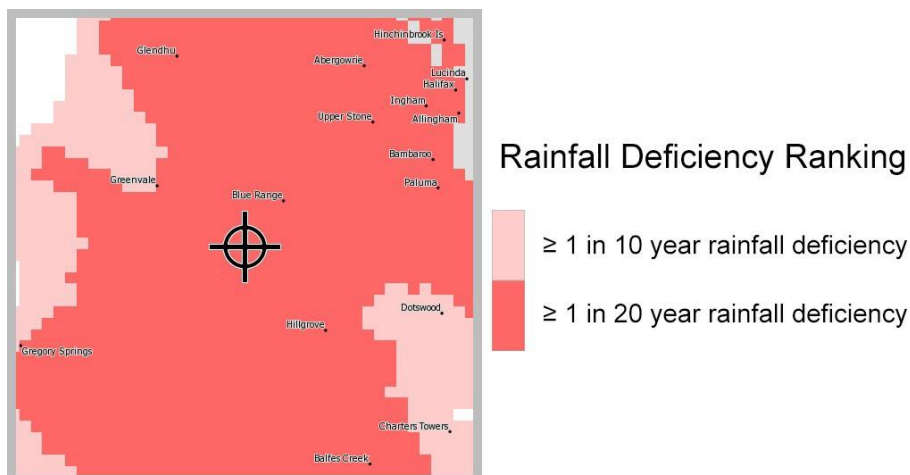 Hinchinbrook Is
Glendhu
Abergowrie
Lucinda
Halifax
Ingham
Upper Stone
Allingham
Bambaroo
Greenvale
Paluma
Blue Range
Dotswood
Hillgrove
Gregory Springs
Charters Towers
Balfes Creek
Rainfall Deficiency Ranking
≥ 1 in 10 year rainfall deficiency
≥ 1 in 20 year rainfall deficiency